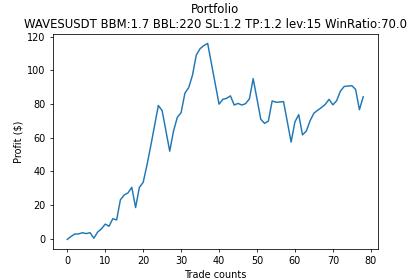 Portfolio
WAVESUSDT BBM:1.7 BBL:220 SL:1.2 TP:1.2 lev:15 WinRatio:70.0
120
100
80
60
40
20
0
Profit ($)
0 10 20 30 40 50 60 70 80
Trade counts